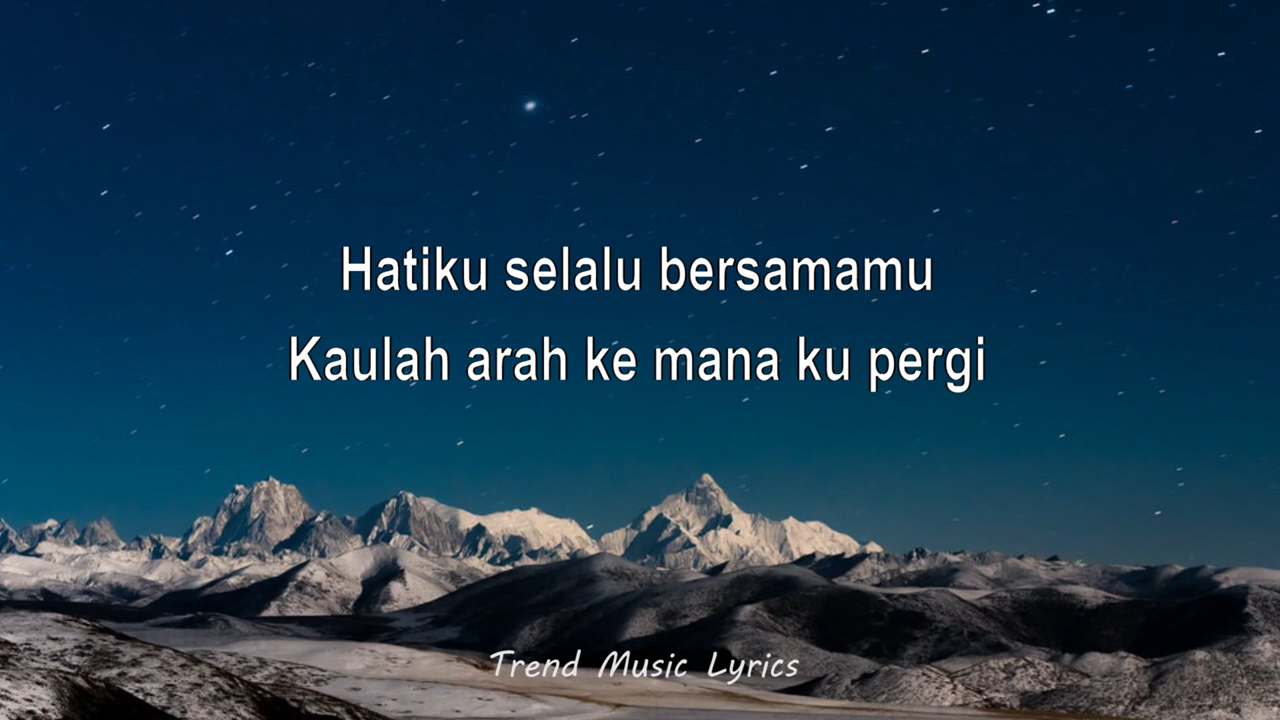 Hatiku selalu bersamamu
Kaulah arah ke mana ku pergi
Trend Music Lyrics